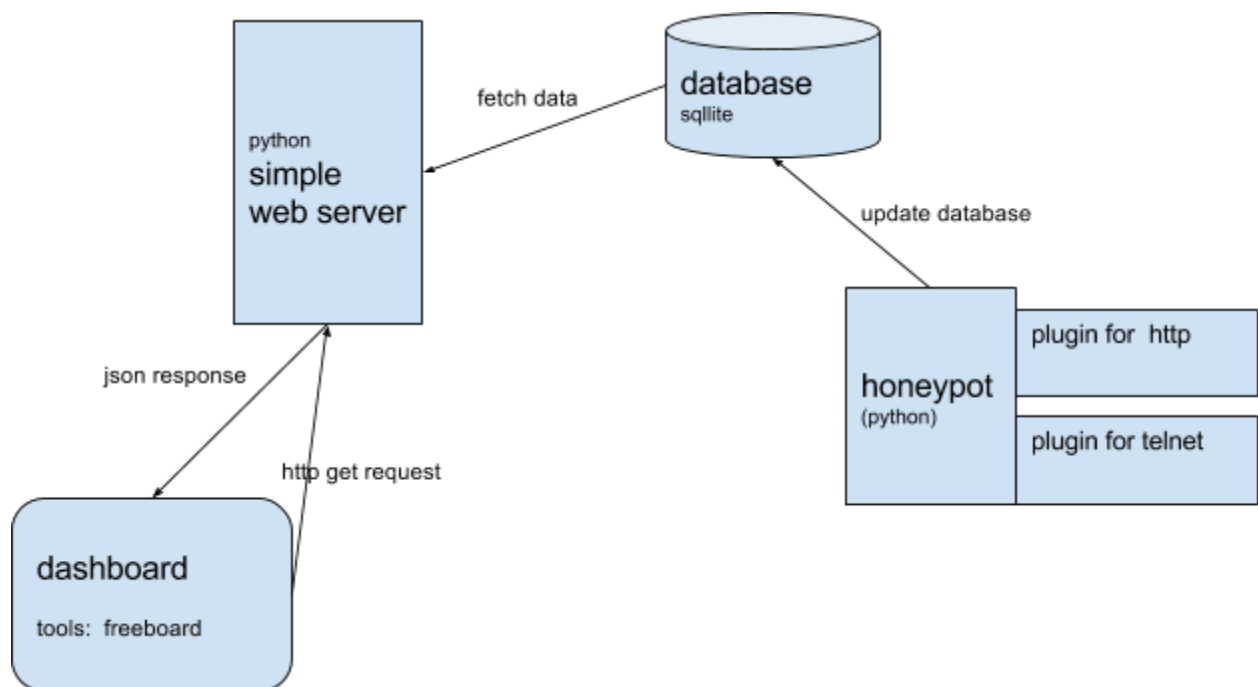 database
sqllite
fetch data
python
simple
web server
update database
plugin for  http
json response
honeypot
(python)
plugin for telnet
http get request
dashboard
tools:  freeboard